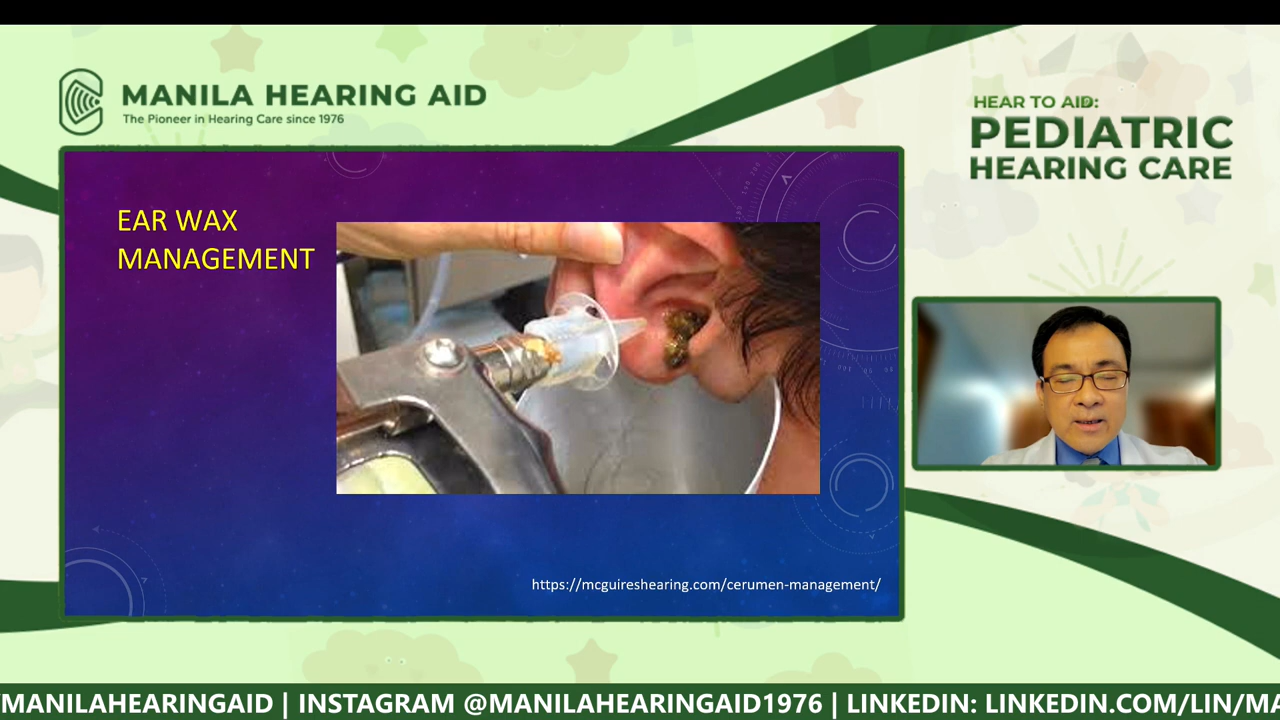 MANILA HEARING AID
The Pioneer in Hearing Care since 1976
HEAR TO AID:
PEDIATRIC
HEARING CARE
EAR WAX
MANAGEMENT
https://mcguireshearing.com/cerumen-management/
/MANILAHEARINGAID | INSTAGRAM @MANILAHEARINGAID1976 | LINKEDIN: LINKEDIN.COM/LIN/MA